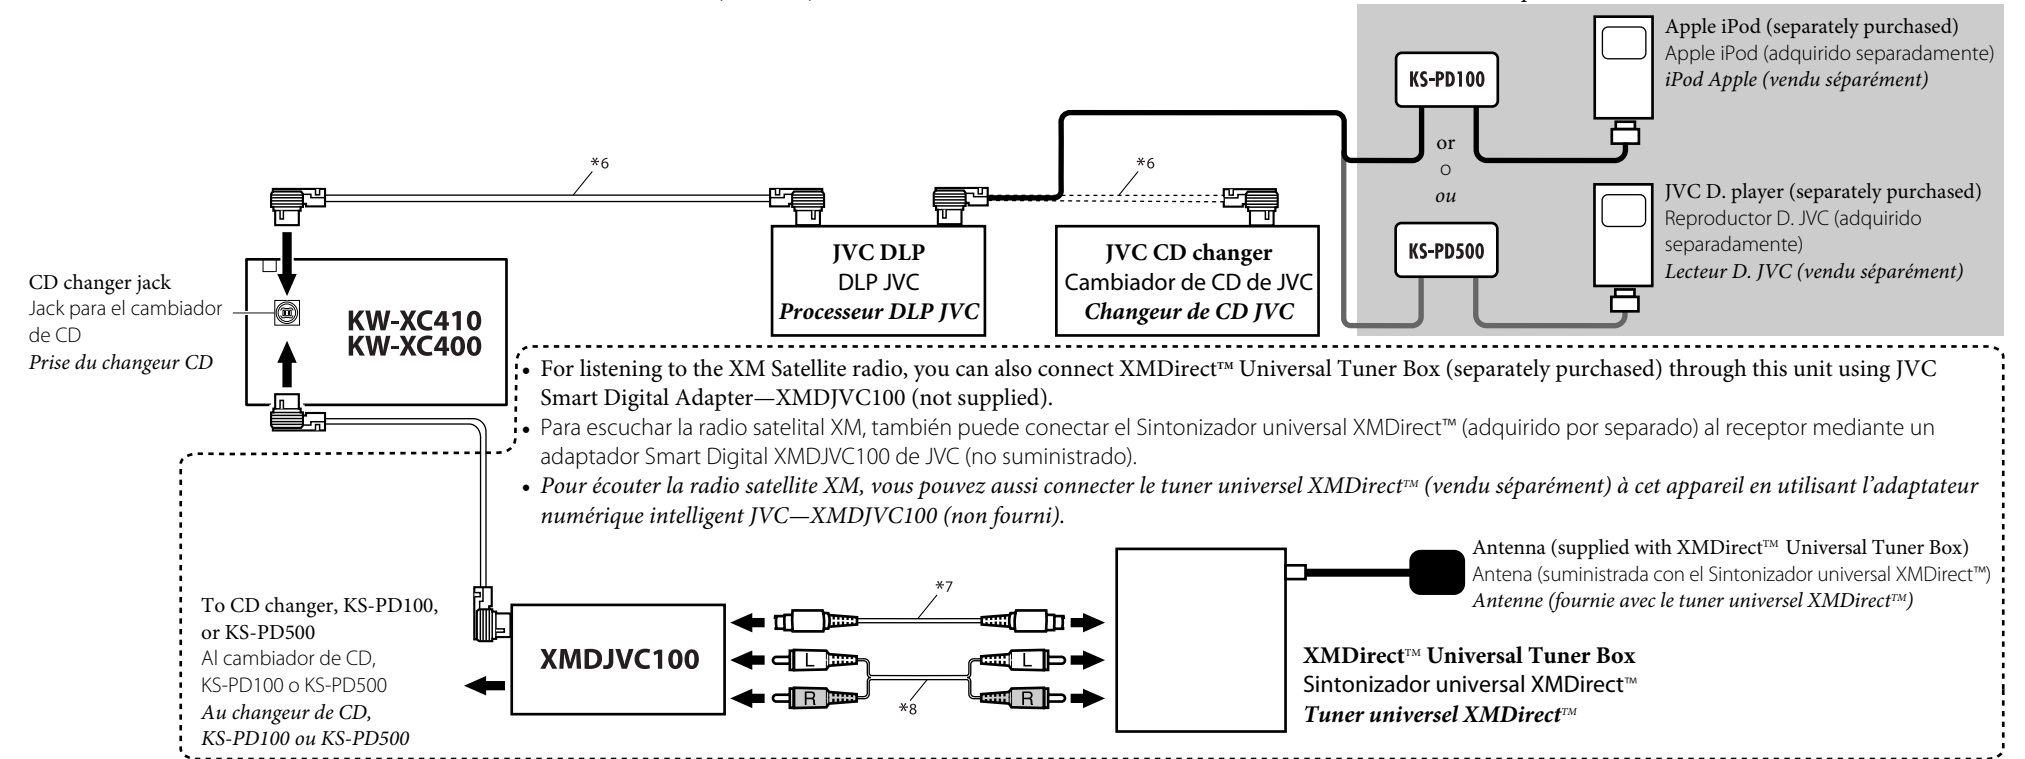 Apple iPod (separately purchased)
Apple iPod (adquirido separadamente)
iPod Apple (vendu séparément)
KS-PD100
or
o
ou
*6
*6
JVC D. player (separately purchased)
Reproductor D. JVC (adquirido
separadamente)
Lecteur D. JVC (vendu séparément)
KS-PD500
JVC DLP
DLP JVC
Processeur DLP JVC
JVC CD changer
Cambiador de CD de JVC
Changeur de CD JVC
CD changer jack
Jack para el cambiador
de CD
Prise du changeur CD
KW-XC410
KW-XC400
• For listening to the XM Satellite radio, you can also connect XMDirect™ Universal Tuner Box (separately purchased) through this unit using JVC
Smart Digital Adapter—XMDJVC100 (not supplied).
• Para escuchar la radio satelital XM, también puede conectar el Sintonizador universal XMDirect™ (adquirido por separado) al receptor mediante un
adaptador Smart Digital XMDJVC100 de JVC (no suministrado).
• Pour écouter la radio satellite XM, vous pouvez aussi connecter le tuner universel XMDirect™ (vendu séparément) à cet appareil en utilisant l'adaptateur
numérique intelligent JVC—XMDJVC100 (non fourni).
Antenna (supplied with XMDirect™ Universal Tuner Box)
Antena (suministrada con el Sintonizador universal XMDirect™)
Antenne (fournie avec le tuner universel XMDirect™)
To CD changer, KS-PD100,
or KS-PD500
Al cambiador de CD,
KS-PD100 o KS-PD500
Au changeur de CD,
KS-PD100 ou KS-PD500
XMDJVC100
*7
L
L
R
R
*8
XMDirect™ Universal Tuner Box
Sintonizador universal XMDirect™
Tuner universel XMDirect™